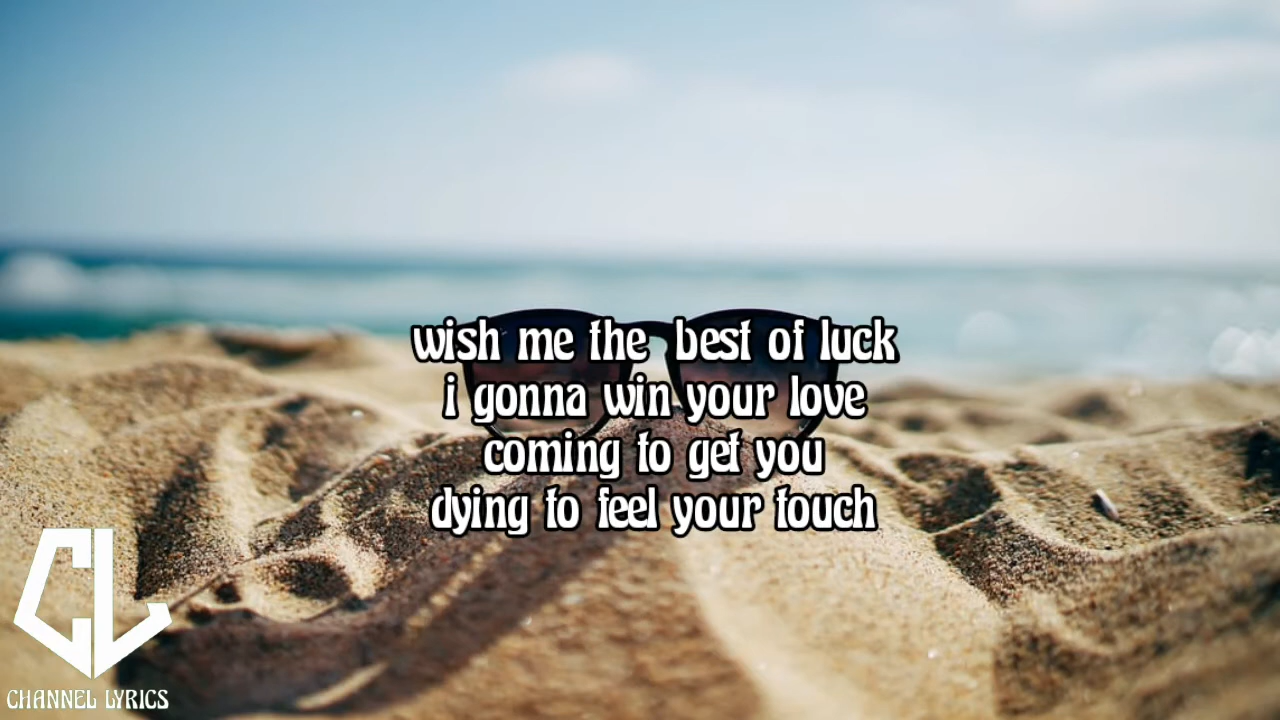 wish me the best of luck
i gonna win your love
coming to get you
dying to feel your touch
CL
CHANNEL LYRICS